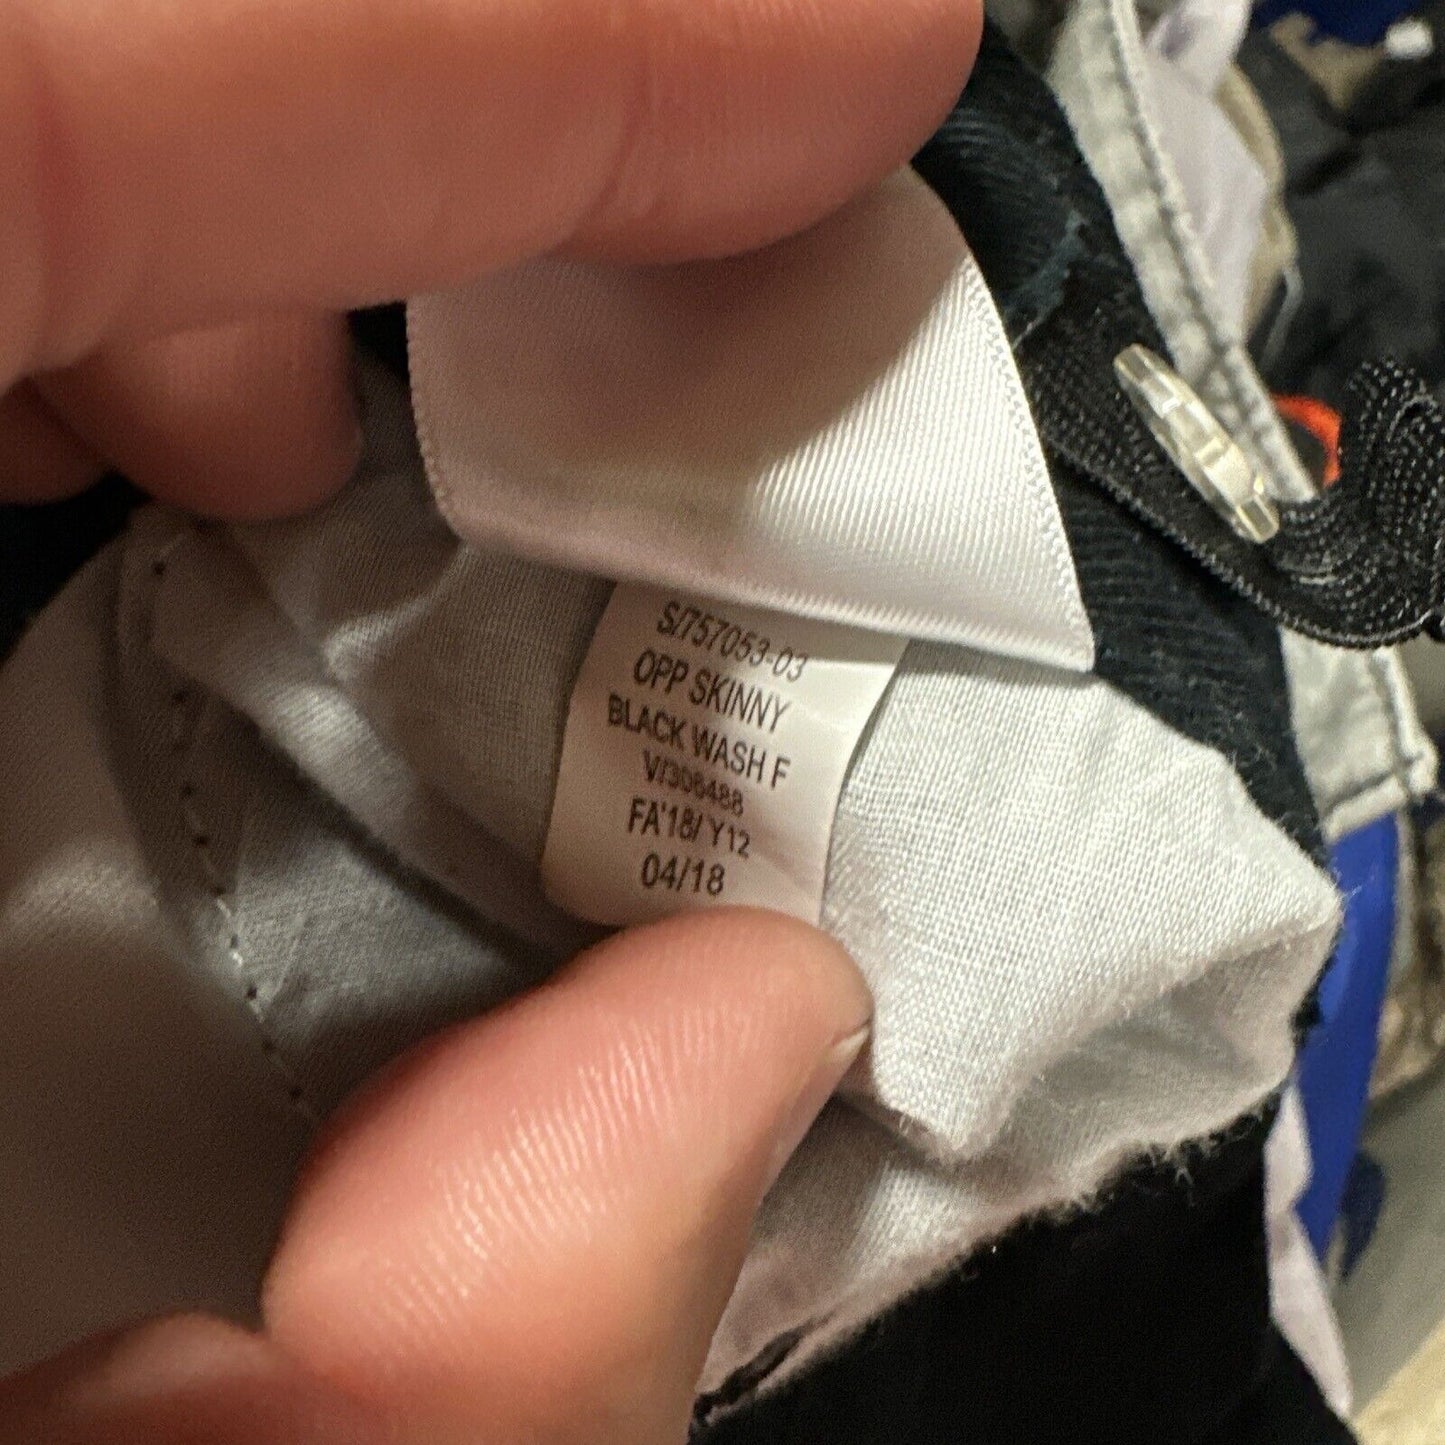 S/757053-03
OPP SKINNY
BLACK WASH F
V/308488
FA'18/ Y12
04/18